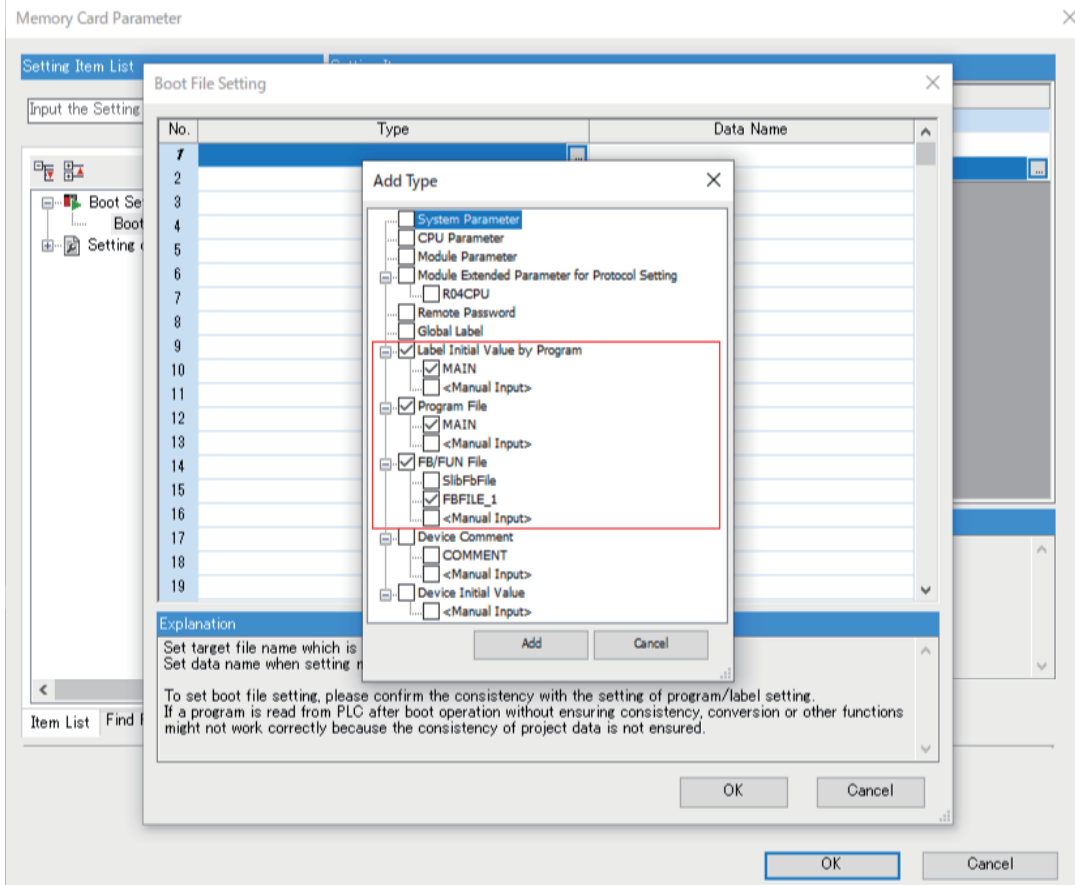 Memory Card Parameter
Setting Item List
Input the Setting
Boot Se
Boot
Setting
Item List
Find
Boot File Setting
No. Type Data Name
1 ...
2
3
4
5
6
7
8
9
10
11
12
13
14
15
16
17
18
19
Add Type
System Parameter
CPU Parameter
Module Parameter
Module Extended Parameter for Protocol Setting
R04CPU
Remote Password
Global Label
Label Initial Value by Program
MAIN
<Manual Input>
Program File
MAIN
<Manual Input>
FB/FUN File
SlibFbFile
FBFILE_1
<Manual Input>
Device Comment
COMMENT
<Manual Input>
Device Initial Value
<Manual Input>
Add Cancel
Explanation
Set target file name which is
Set data name when setting
To set boot file setting, please confirm the consistency with the setting of program/label setting.
If a program is read from PLC after boot operation without ensuring consistency, conversion or other functions
might not work correctly because the consistency of project data is not ensured.
OK Cancel
...
OK Cancel